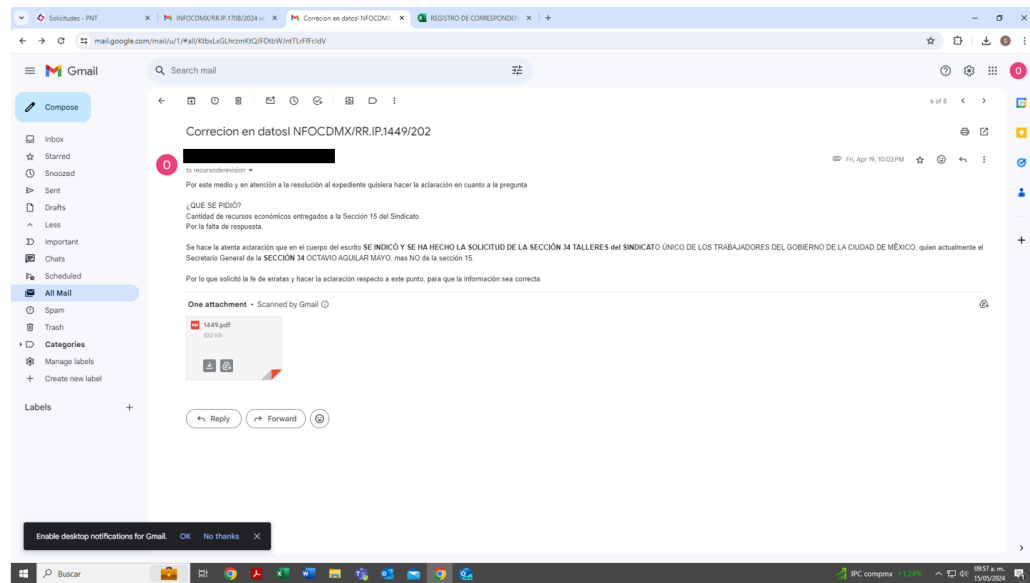 Solicitudes - PNT
INFOCDMX/RR.IP.1708/2024 su
Correcion en datosI NFOCDMX/
REGISTRO DE CORRESPONDEN
mail.google.com/mail/u/1/#all/KtbxLxGLhrzmKtQJFDtbWJntTLrFfFrJdV
Gmail
Search mail
Compose
6 of 8
Inbox
Starred
Snoozed
Sent
Drafts
Less
Important
Chats
Scheduled
All Mail
Spam
Trash
Categories
Manage labels
Create new label
Labels
Correcion en datosI NFOCDMX/RR.IP.1449/202
Fri, Apr 19, 10:03 PM
to recursoderevision
Por este medio y en atención a la resolución al expediente quisiera hacer la aclaración en cuanto a la pregunta
¿QUE SE PIDIÓ?
Cantidad de recursos económicos entregados a la Sección 15 del Sindicato.
Por la falta de respuesta.
Se hace la atenta aclaración que en el cuerpo del escrito SE INDICÓ Y SE HA HECHO LA SOLICITUD DE LA SECCIÓN 34 TALLERES del SINDICATO ÚNICO DE LOS TRABAJADORES DEL GOBIERNO DE LA CIUDAD DE MÉXICO, quien actualmente el
Secretario General de la SECCIÓN 34 OCTAVIO AGUILAR MAYO, mas NO de la sección 15.
Por lo que solicitó la fe de erratas y hacer la aclaración respecto a este punto, para que la información sea correcta.
One attachment • Scanned by Gmail
PDF 1449.pdf
832 KB
Reply
Forward
Enable desktop notifications for Gmail. OK No thanks
Buscar
IPC compmx +1.24%
09:57 a. m.
15/05/2024